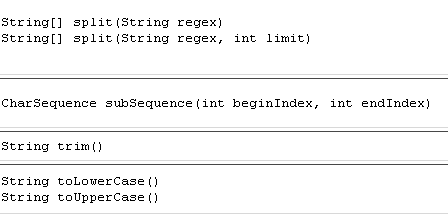 String[] split(String regex)
String[] split(String regex, int limit)
CharSequence subSequence(int beginIndex, int endIndex)
String trim()
String toLowerCase()
String toUpperCase()